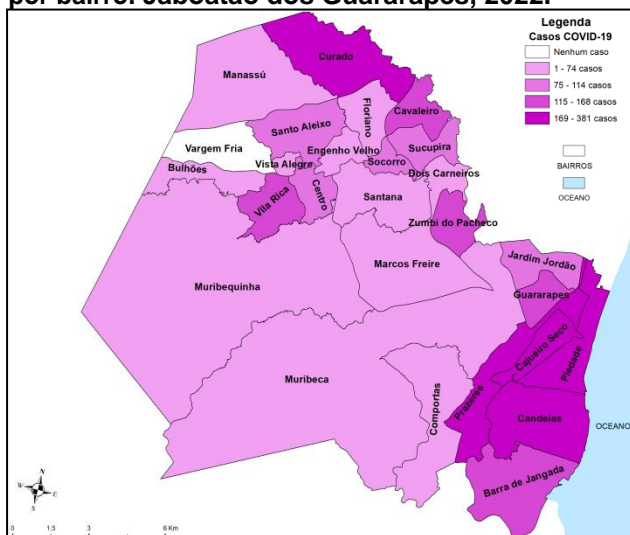 por bairro. Jaboatão dos Guararapes, 2022.
Legenda
Casos COVID-19
Nenhum caso
1 - 74 casos
75 - 114 casos
115 - 168 casos
169 - 381 casos
BAIRROS
OCEANO
Curado
Manassú
Floriano
Cavaleiro
Santo Aleixo
Vargem Fria
Engenho Velho
Sucupira
Vista Alegre
Socorro
Bulhões
Dois Carneiros
Vila Rica
Centro
Santana
Zumbi do Pacheco
Marcos Freire
Jardim Jordão
Muribequinha
Guararapes
Cajueiro Seco
Piedade
Muribeca
Comportas
Prazeres
Candeias
OCEANO
Barra de Jangada
N
W
E
S
0 1,5 3 6 Km